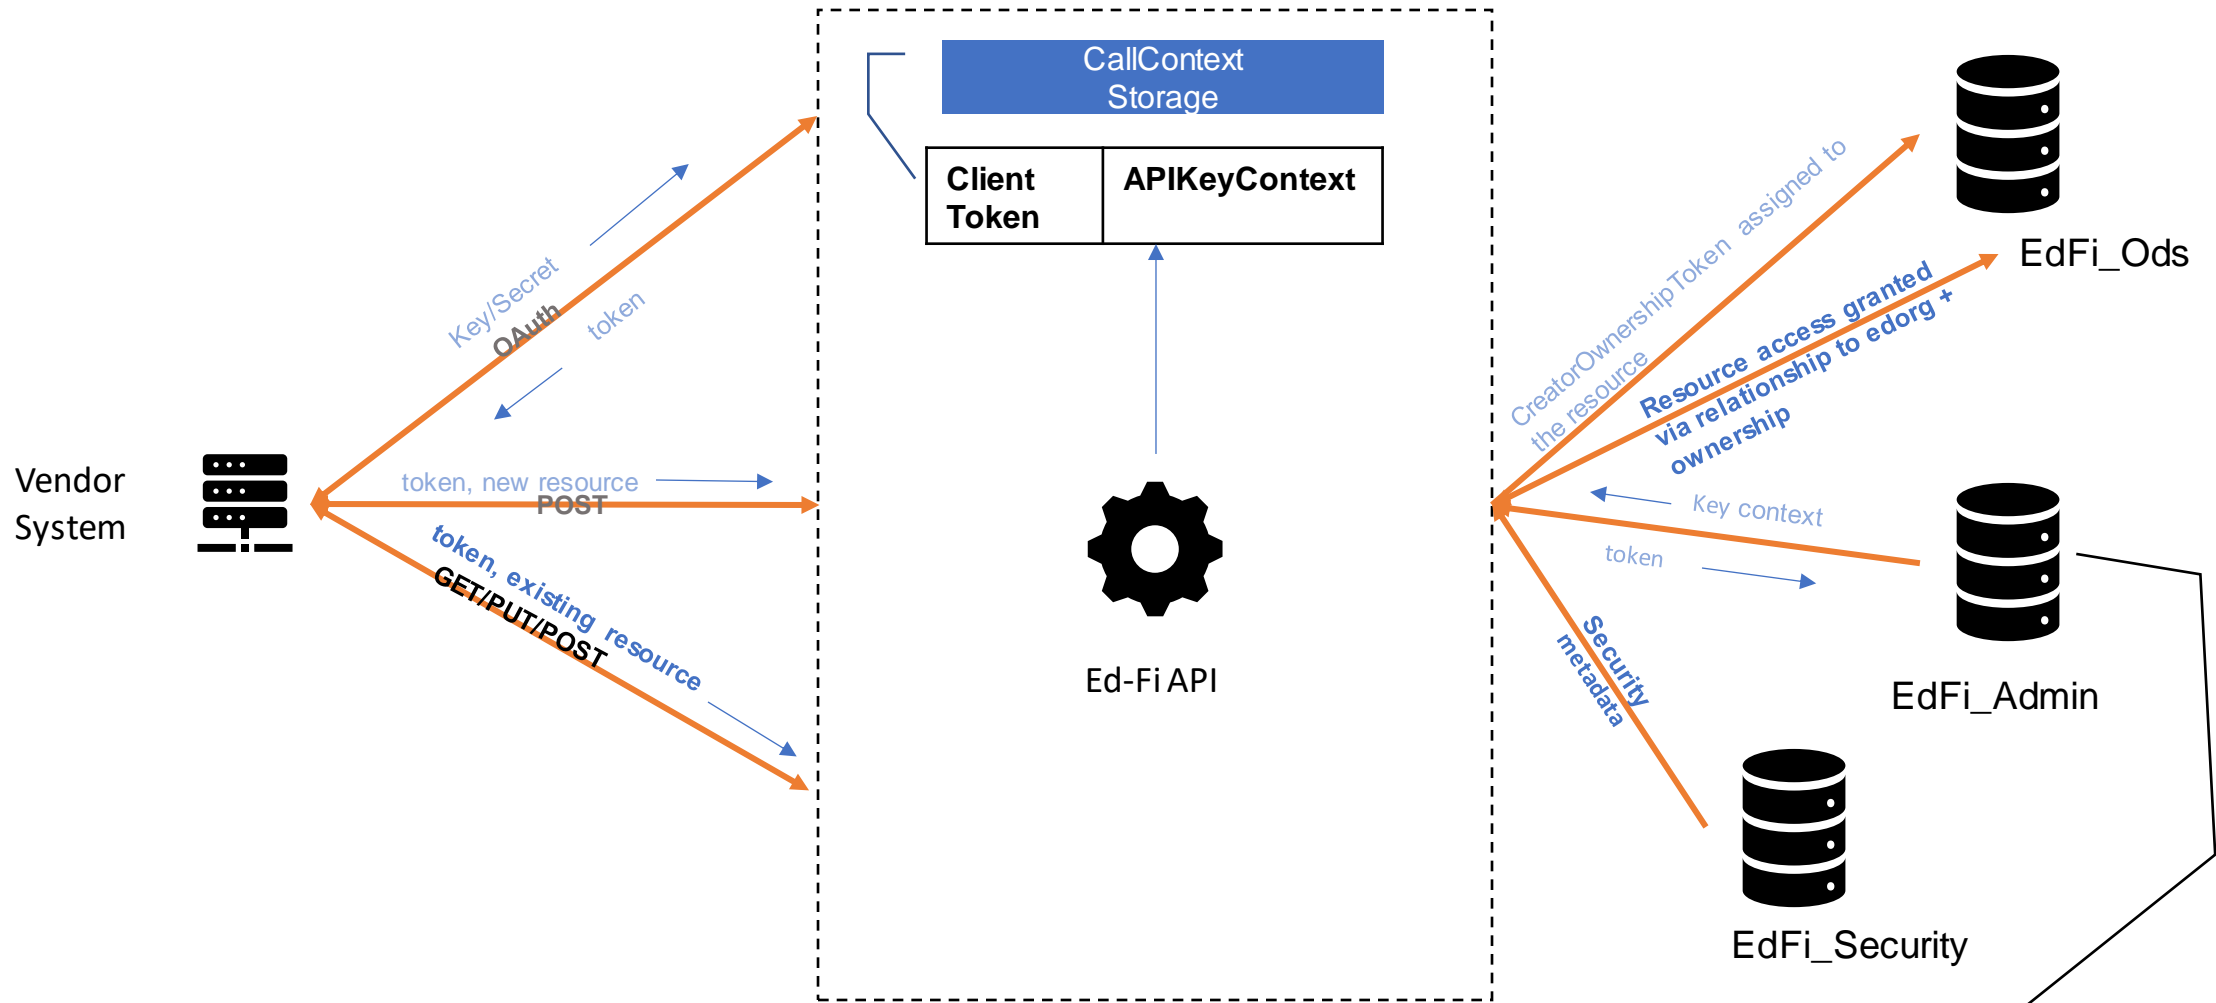 CallContext
Storage
Client
Token
APIKeyContext
Key/Secret
OAuth
token
Vendor
System
token, new resource
POST
token, existing resource
GET/PUT/POST
Ed-Fi API
CreatorOwnershipToken assigned to
the resource
EdFi_Ods
Resource access granted
via relationship to edorg +
ownership
Key context
token
EdFi_Admin
Security
metadata
EdFi_Security